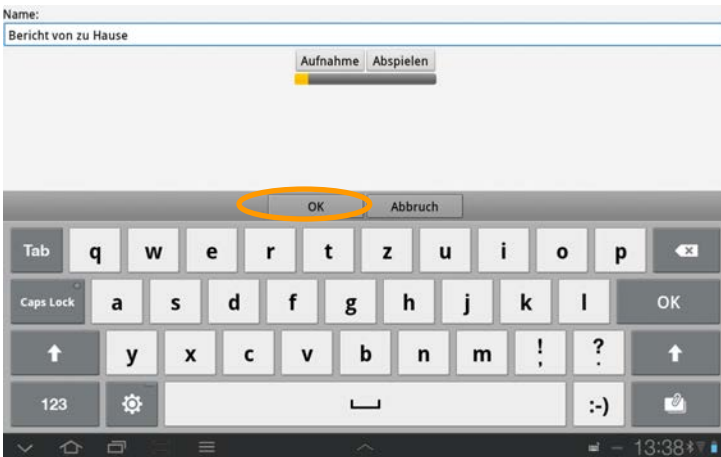 Name:
Bericht von zu Hause
Aufnahme Abspielen
OK Abbruch
Tab q w e r t z u i o p
Caps Lock a s d f g h j k l OK
y x c v b n m ! , ? .
123 :-)
13:38